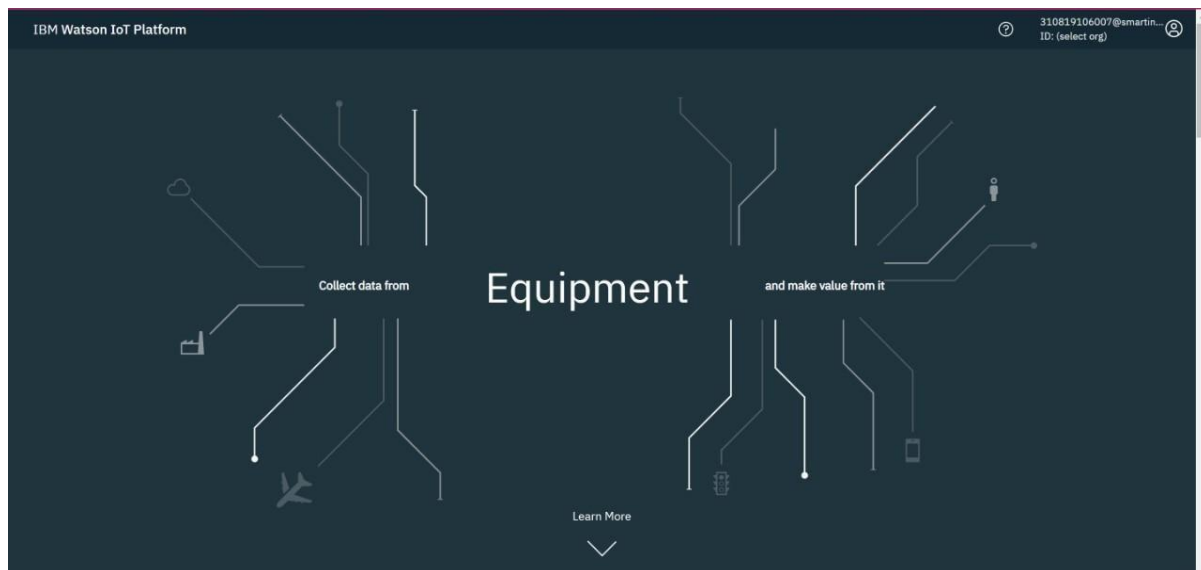 IBM Watson IoT Platform
310819106007@smartin...
ID: (select org)
Collect data from
Equipment
and make value from it
Learn More